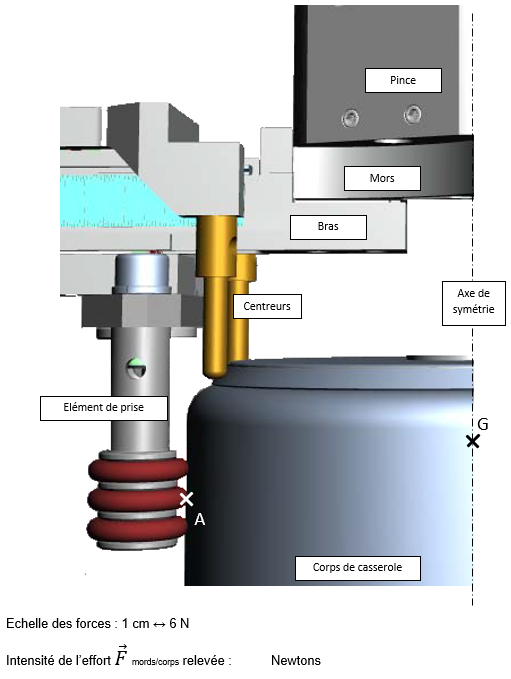 Pince
Mors
Bras
Centreurs
Axe de
symétrie
Elément de prise
G
A
Corps de casserole
Echelle des forces : 1 cm ↔ 6 N
Intensité de l'effort F⃗ mords/corps relevée : Newtons